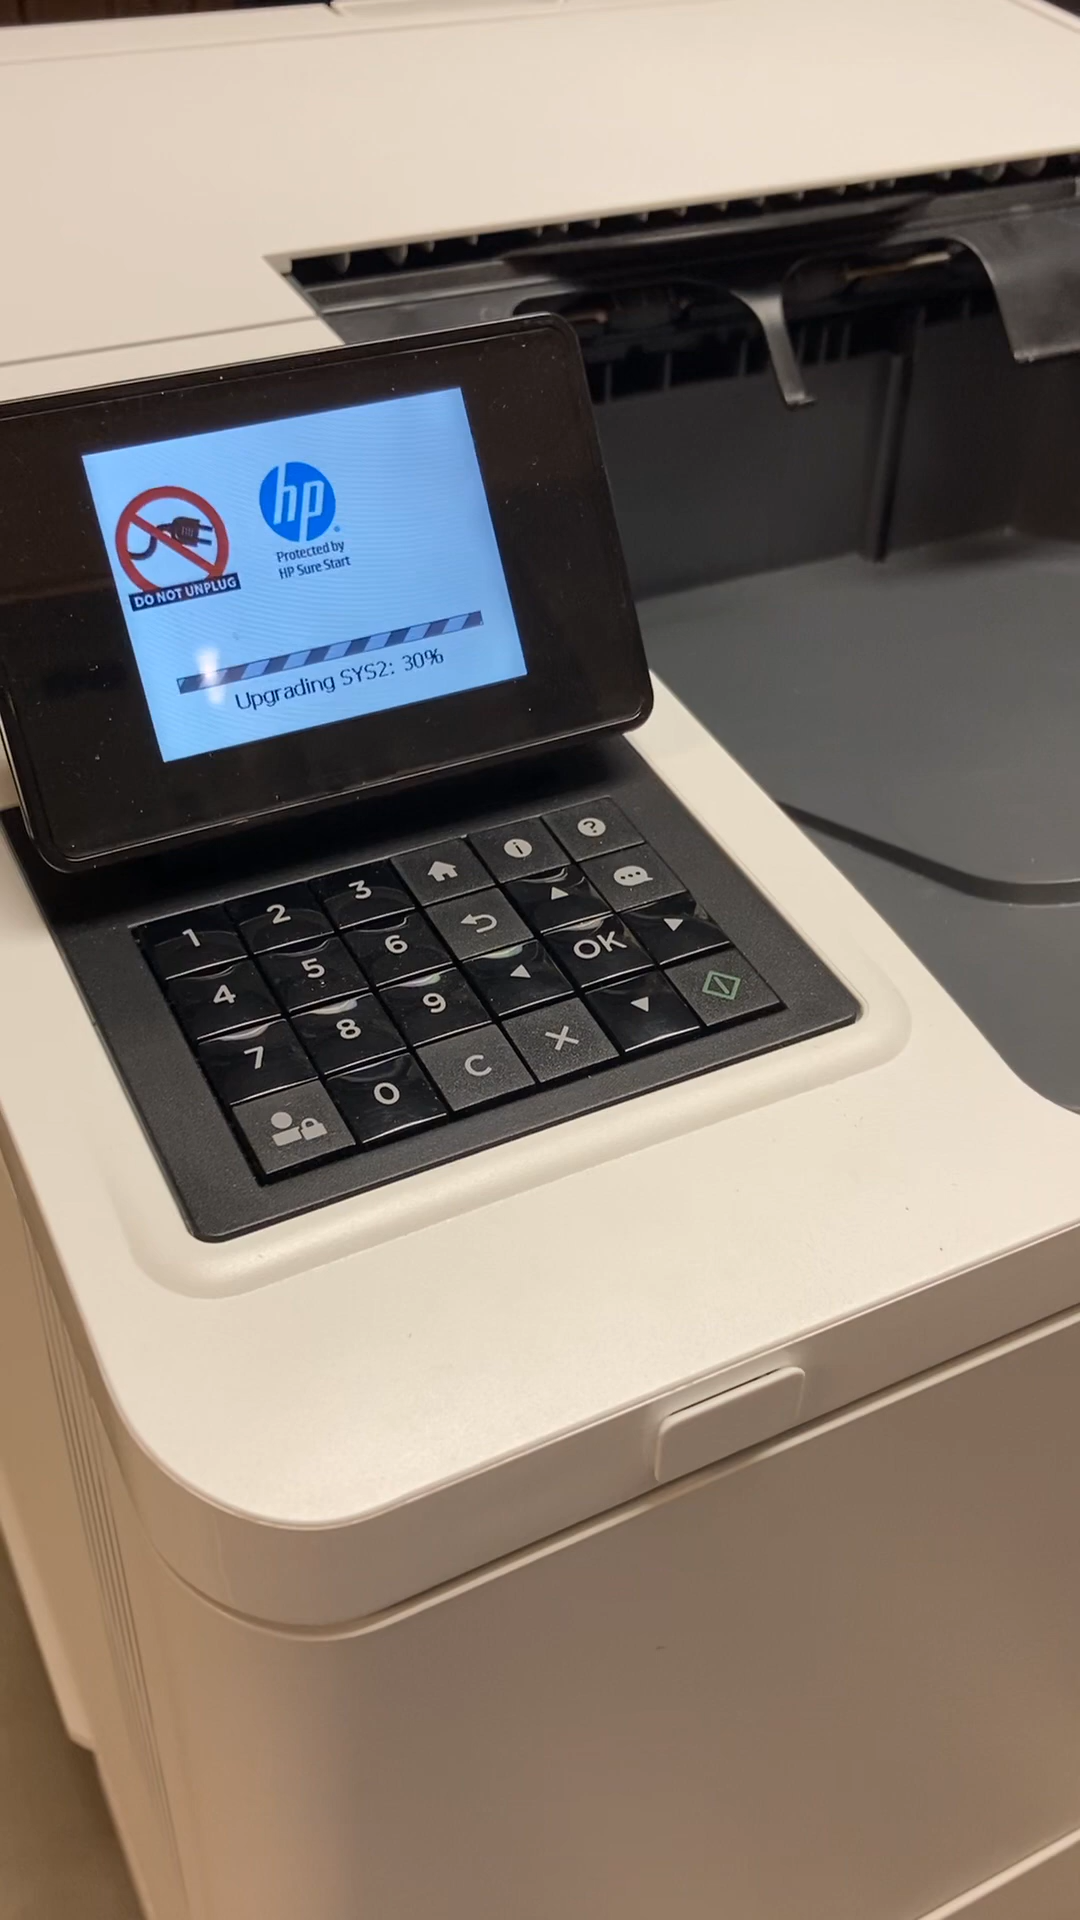 hp
Protected by
HP Sure Start
DO NOT UNPLUG
Upgrading SYS2: 30%
1 2 3
4 5 6 OK
7 8 9
0 C